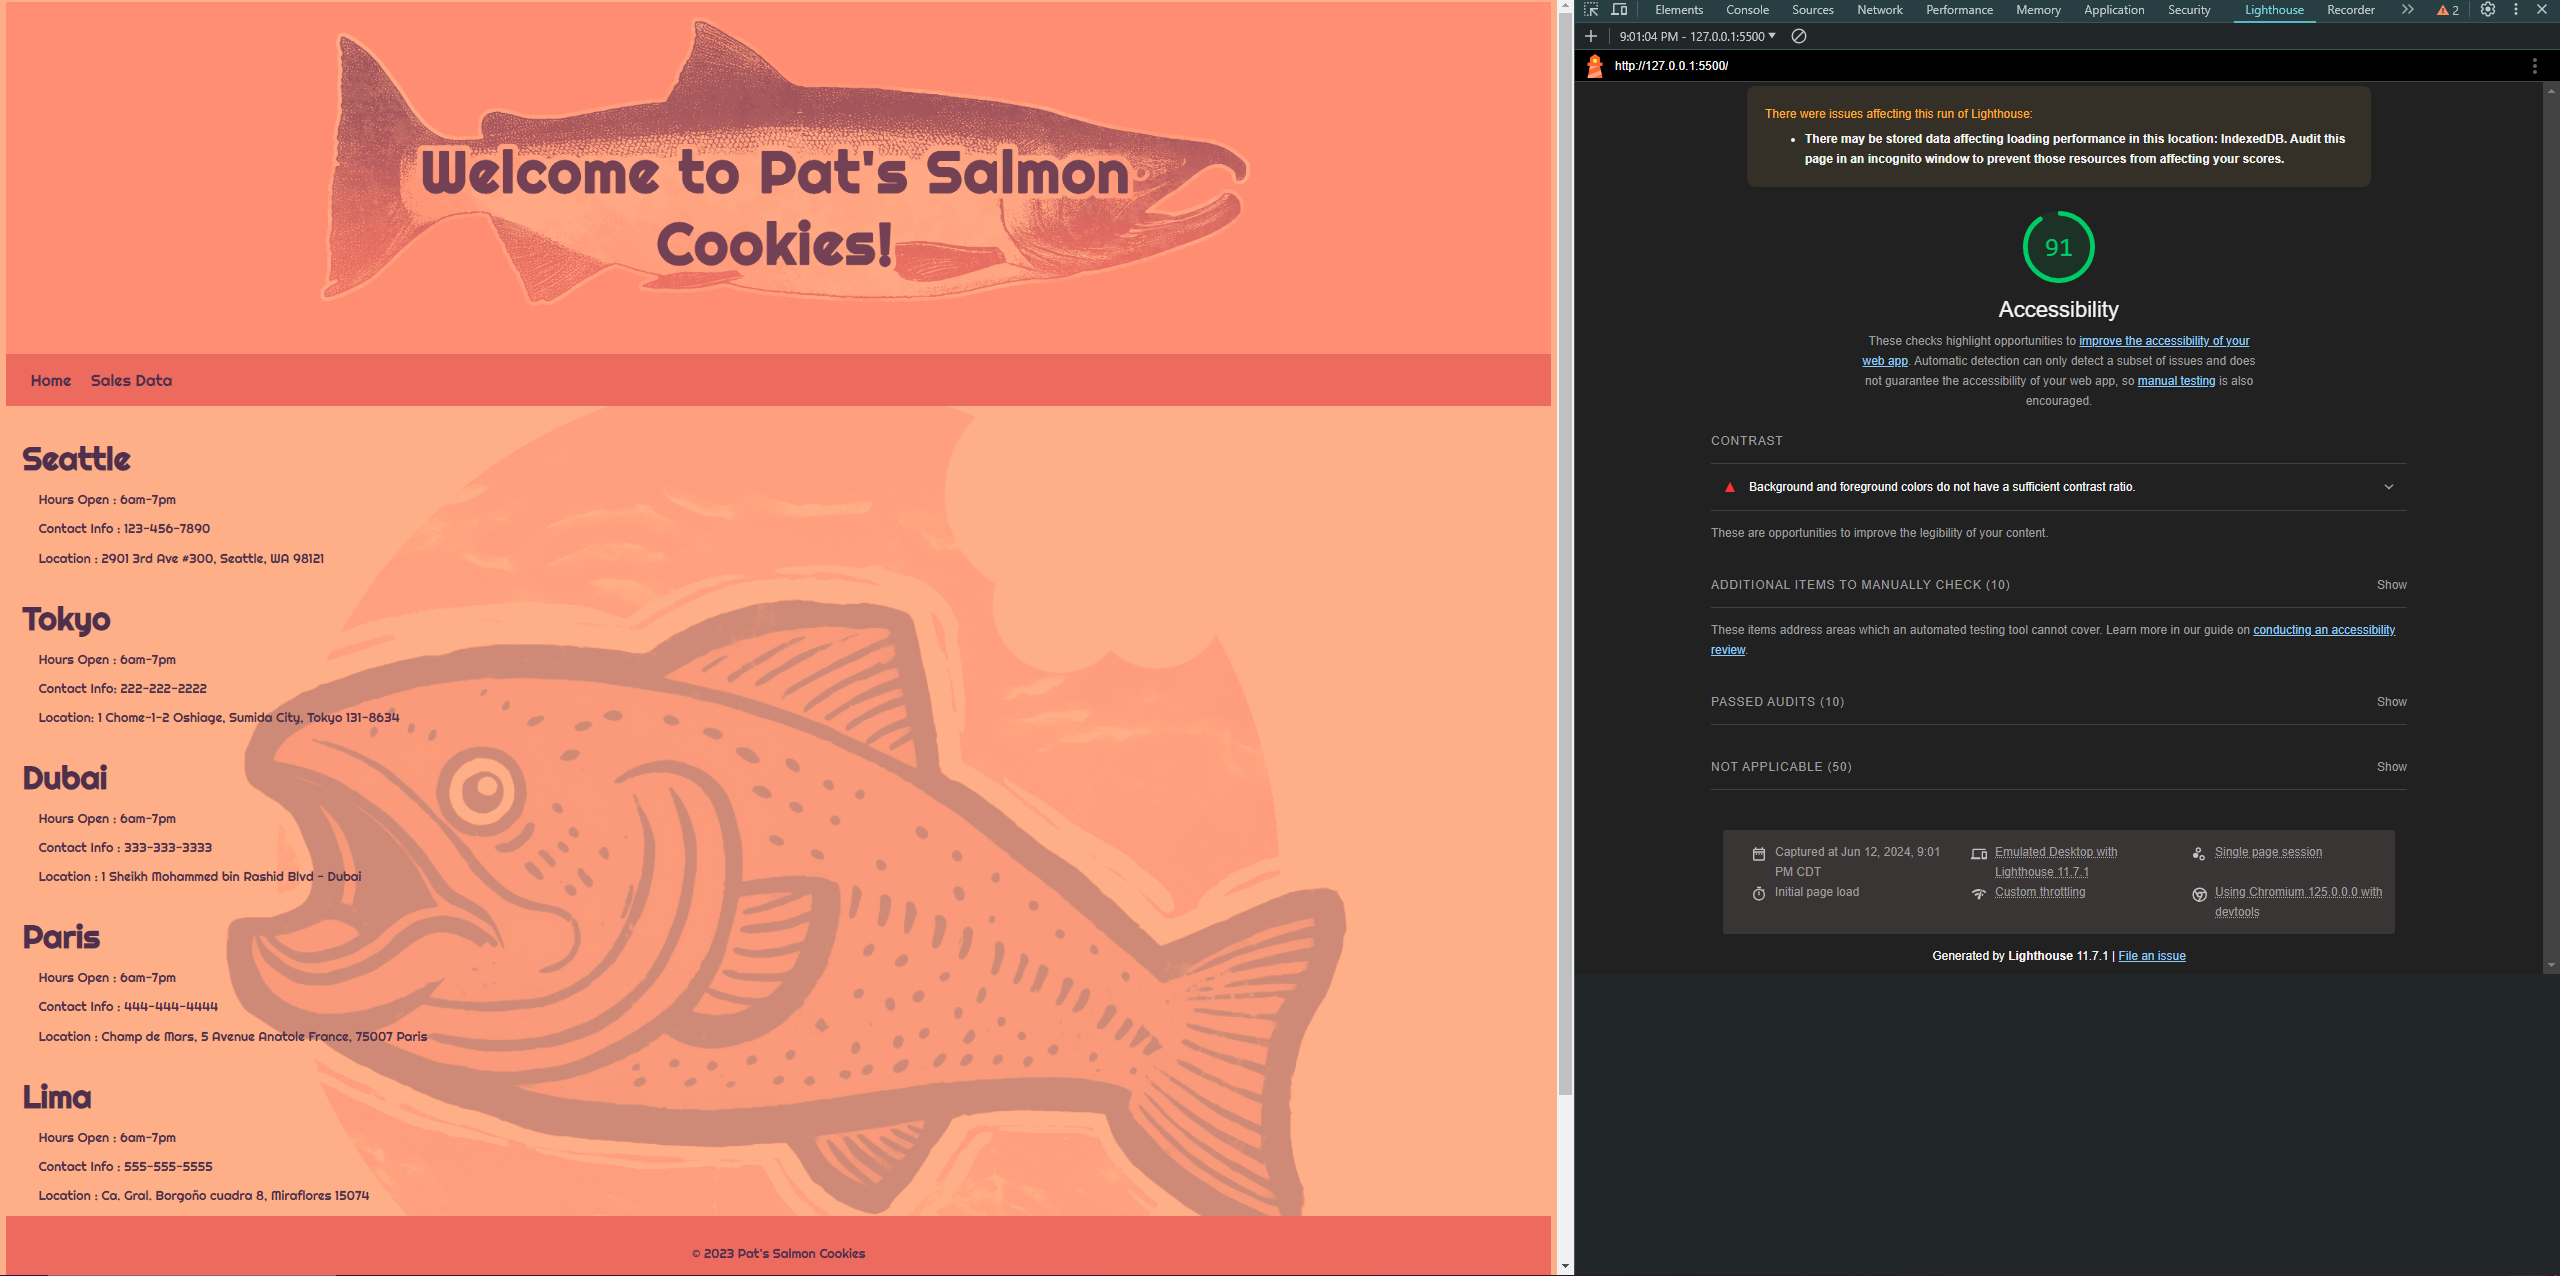 Welcome to Pat's Salmon
Cookies!
Home Sales Data
Seattle
Hours Open : 6am-7pm
Contact Info : 123-456-7890
Location : 2901 3rd Ave #300, Seattle, WA 98121
Tokyo
Hours Open : 6am-7pm
Contact Info: 222-222-2222
Location: 1 Chome-1-2 Oshiage, Sumida City, Tokyo 131-8634
Dubai
Hours Open : 6am-7pm
Contact Info : 333-333-3333
Location : 1 Sheikh Mohammed bin Rashid Blvd - Dubai
Paris
Hours Open : 6am-7pm
Contact Info : 444-444-4444
Location : Champ de Mars, 5 Avenue Anatole France, 75007 Paris
Lima
Hours Open : 6am-7pm
Contact Info : 555-555-5555
Location : Ca. Gral. Borgoño cuadra 8, Miraflores 15074
© 2023 Pat's Salmon Cookies
Elements Console Sources Network Performance Memory Application Security Lighthouse Recorder 2
9:01:04 PM - 127.0.0.1:5500
http://127.0.0.1:5500/
There were issues affecting this run of Lighthouse:
• There may be stored data affecting loading performance in this location: IndexedDB. Audit this
page in an incognito window to prevent those resources from affecting your scores.
91
Accessibility
These checks highlight opportunities to improve the accessibility of your
web app. Automatic detection can only detect a subset of issues and does
not guarantee the accessibility of your web app, so manual testing is also
encouraged.
CONTRAST
Background and foreground colors do not have a sufficient contrast ratio.
These are opportunities to improve the legibility of your content.
ADDITIONAL ITEMS TO MANUALLY CHECK (10) Show
These items address areas which an automated testing tool cannot cover. Learn more in our guide on conducting an accessibility
review.
PASSED AUDITS (10) Show
NOT APPLICABLE (50) Show
Captured at Jun 12, 2024, 9:01
PM CDT
Emulated Desktop with
Lighthouse 11.7.1
Single page session
Initial page load
Custom throttling
Using Chromium 125.0.0.0 with
devtools
Generated by Lighthouse 11.7.1 | File an issue